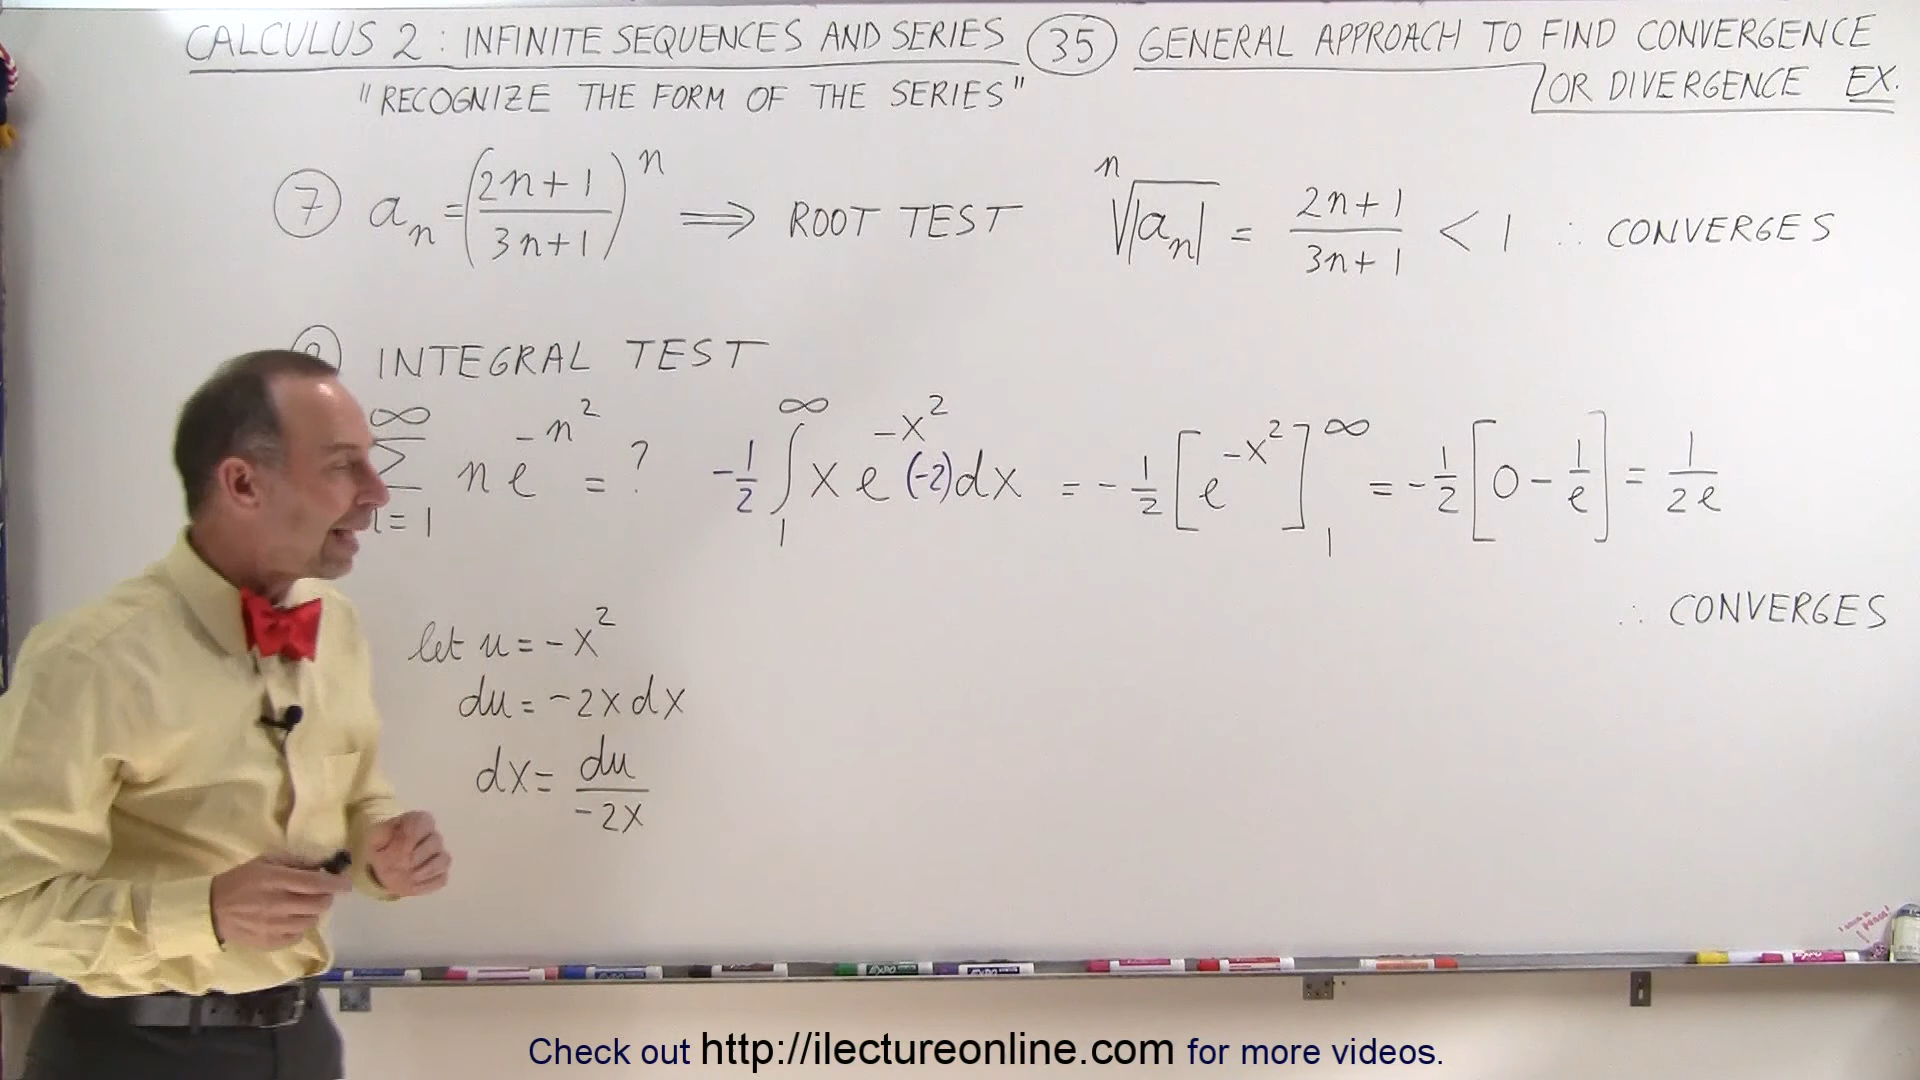 CALCULUS 2 : INFINITE SEQUENCES AND SERIES (35) GENERAL APPROACH TO FIND CONVERGENCE
"RECOGNIZE THE FORM OF THE SERIES" OR DIVERGENCE EX.
(7) aₙ = ((2n+1)/(3n+1))ⁿ ⟹ ROOT TEST ⁿ√|aₙ| = (2n+1)/(3n+1) < 1 ∴ CONVERGES
INTEGRAL TEST
∑ₙ₌₁^∞ n e^(-n²) = ? -1/2 ∫₁^∞ x e^(-x²) (-2)dx = -1/2 [e^(-x²)]₁^∞ = -1/2 [0 - 1/e] = 1/(2e)
∴ CONVERGES
let u = -x²
du = -2x dx
dx = du/(-2x)
EXPO
Check out http://ilectureonline.com for more videos.